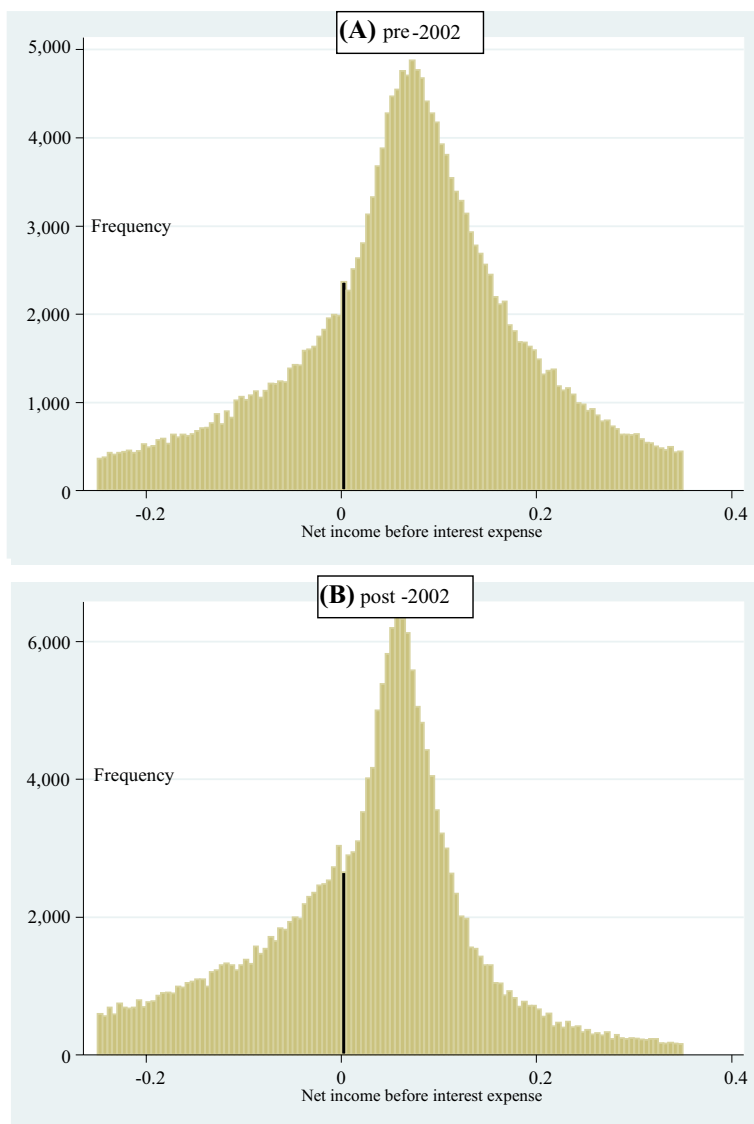 (A) pre-2002
5,000
4,000
3,000
Frequency
2,000
1,000
0
-0.2 0 0.2 0.4
Net income before interest expense
(B) post -2002
6,000
4,000
Frequency
2,000
0
-0.2 0 0.2 0.4
Net income before interest expense